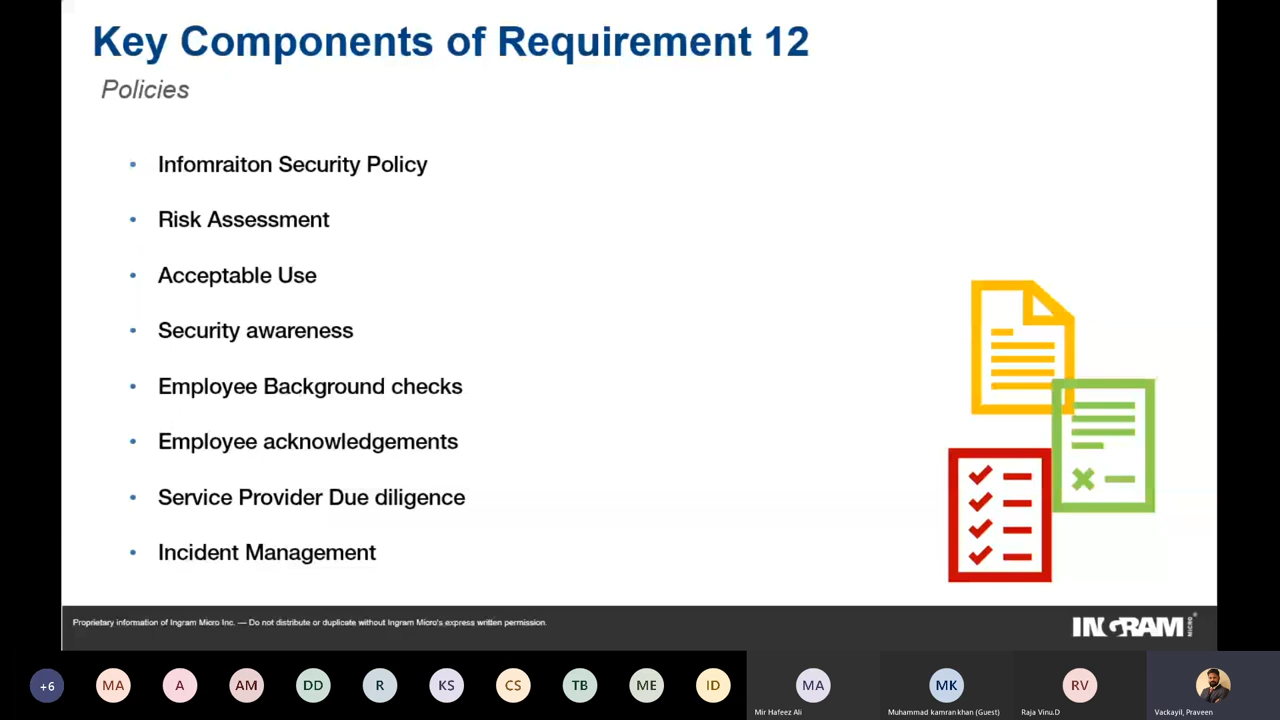 Key Components of Requirement 12
Policies
• Infomraiton Security Policy
• Risk Assessment
• Acceptable Use
• Security awareness
• Employee Background checks
• Employee acknowledgements
• Service Provider Due diligence
• Incident Management
Proprietary information of Ingram Micro Inc. — Do not distribute or duplicate without Ingram Micro's express written permission.
INGRAM MICRO®
+6 MA A AM DD R KS CS TB ME ID MA MK RV
Mir Hafeez Ali Muhammad kamran khan (Guest) Raja Vinu.D Vackayil, Praveen